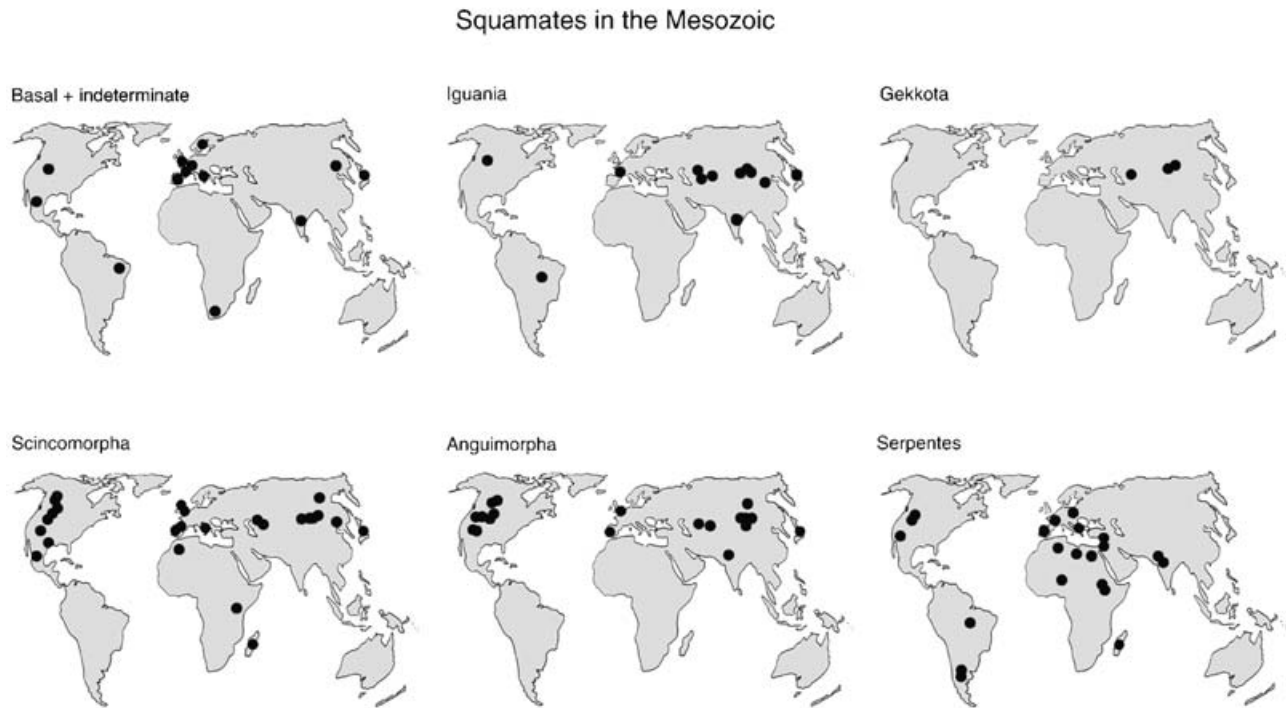 Squamates in the Mesozoic
Basal + indeterminate
Iguania
Gekkota
Scincomorpha
Anguimorpha
Serpentes